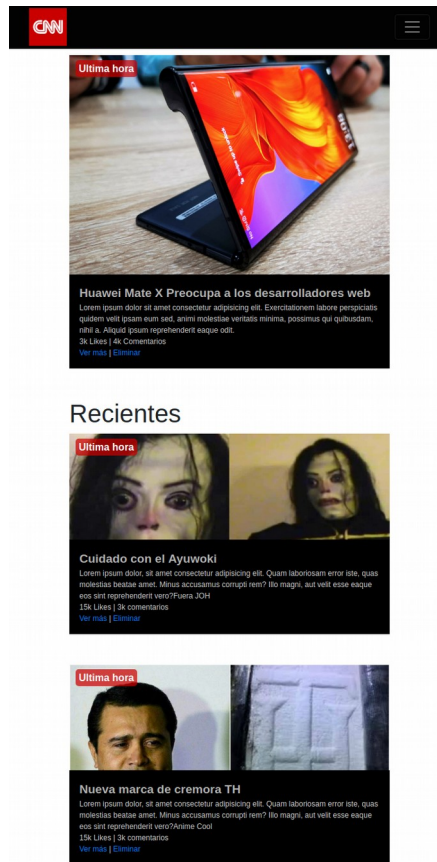 CNN
Ultima hora
Huawei Mate X Preocupa a los desarrolladores web
Lorem ipsum dolor sit amet consectetur adipisicing elit. Exercitationem labore perspiciatis
quidem velit ipsam eum sed, animi molestiae veritatis minima, possimus qui quibusdam,
nihil a. Aliquid ipsum reprehenderit eaque odit.
3k Likes | 4k Comentarios
Ver más | Eliminar
Recientes
Ultima hora
Cuidado con el Ayuwoki
Lorem ipsum dolor, sit amet consectetur adipisicing elit. Quam laboriosam error iste, quas
molestias beatae amet. Minus accusamus corrupti rem? Illo magni, aut velit esse eaque
eos sint reprehenderit vero?Fuera JOH
15k Likes | 3k comentarios
Ver más | Eliminar
Ultima hora
TH
Nueva marca de cremora TH
Lorem ipsum dolor, sit amet consectetur adipisicing elit. Quam laboriosam error iste, quas
molestias beatae amet. Minus accusamus corrupti rem? Illo magni, aut velit esse eaque
eos sint reprehenderit vero?Anime Cool
15k Likes | 3k comentarios
Ver más | Eliminar